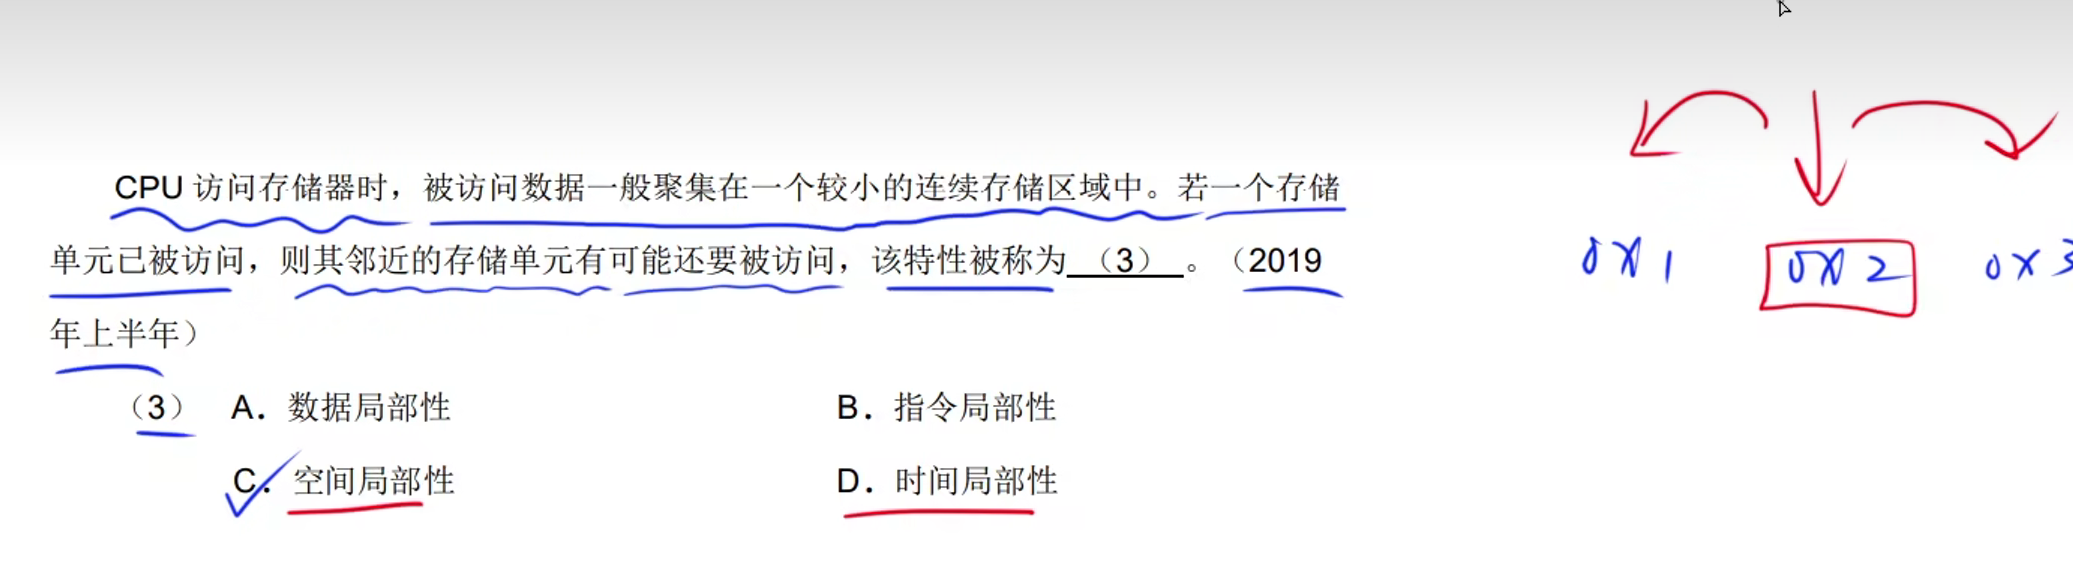 CPU 访问存储器时，被访问数据一般聚集在一个较小的连续存储区域中。若一个存储
单元已被访问，则其邻近的存储单元有可能还要被访问，该特性被称为（3）。（2019
年上半年）
（3） A．数据局部性 B．指令局部性
C．空间局部性 D．时间局部性
0x1 0x2 0x3